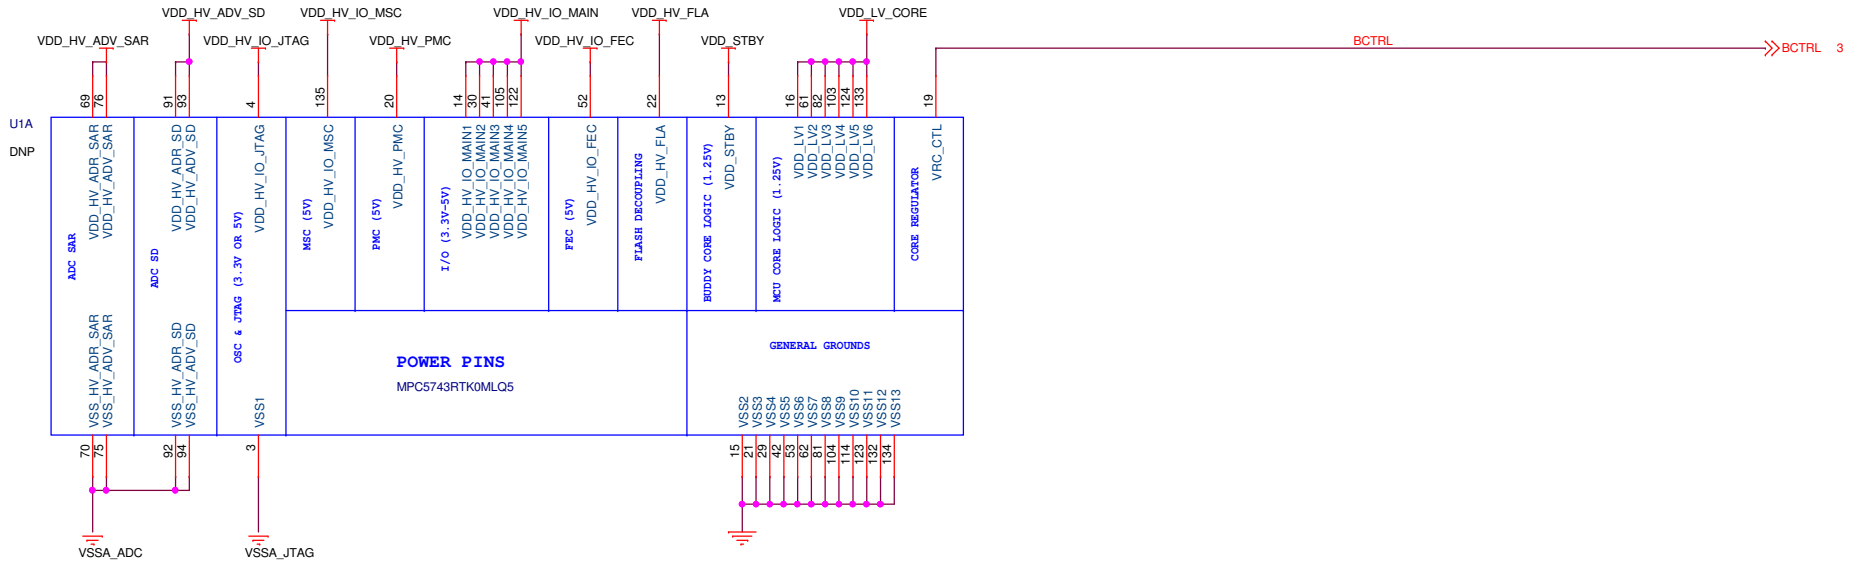 VDD_HV_ADV_SD
VDD_HV_IO_MSC
VDD_HV_IO_MAIN
VDD_HV_FLA
VDD_LV_CORE
VDD_HV_ADV_SAR
VDD_HV_IO_JTAG
VDD_HV_PMC
VDD_HV_IO_FEC
VDD_STBY
BCTRL
BCTRL 3
69
76
91
93
4
135
20
14
30
41
105
122
52
22
13
16
61
82
103
124
133
19
U1A
DNP
VDD_HV_ADR_SAR
VDD_HV_ADV_SAR
VDD_HV_ADR_SD
VDD_HV_ADV_SD
VDD_HV_IO_JTAG
VDD_HV_IO_MSC
VDD_HV_PMC
VDD_HV_IO_MAIN1
VDD_HV_IO_MAIN2
VDD_HV_IO_MAIN3
VDD_HV_IO_MAIN4
VDD_HV_IO_MAIN5
VDD_HV_IO_FEC
VDD_HV_FLA
VDD_STBY
VDD_LV1
VDD_LV2
VDD_LV3
VDD_LV4
VDD_LV5
VDD_LV6
VRC_CTL
ADC SAR
ADC SD
OSC & JTAG (3.3V OR 5V)
MSC (5V)
PMC (5V)
I/O (3.3V-5V)
FEC (5V)
FLASH DECOUPLING
BUDDY CORE LOGIC (1.25V)
MCU CORE LOGIC (1.25V)
CORE REGULATOR
POWER PINS
MPC5743RTK0MLQ5
GENERAL GROUNDS
VSS_HV_ADR_SAR
VSS_HV_ADV_SAR
VSS_HV_ADR_SD
VSS_HV_ADV_SD
VSS1
VSS2
VSS3
VSS4
VSS5
VSS6
VSS7
VSS8
VSS9
VSS10
VSS11
VSS12
VSS13
70
75
92
94
3
15
21
29
42
53
62
81
104
114
123
132
134
VSSA_ADC
VSSA_JTAG